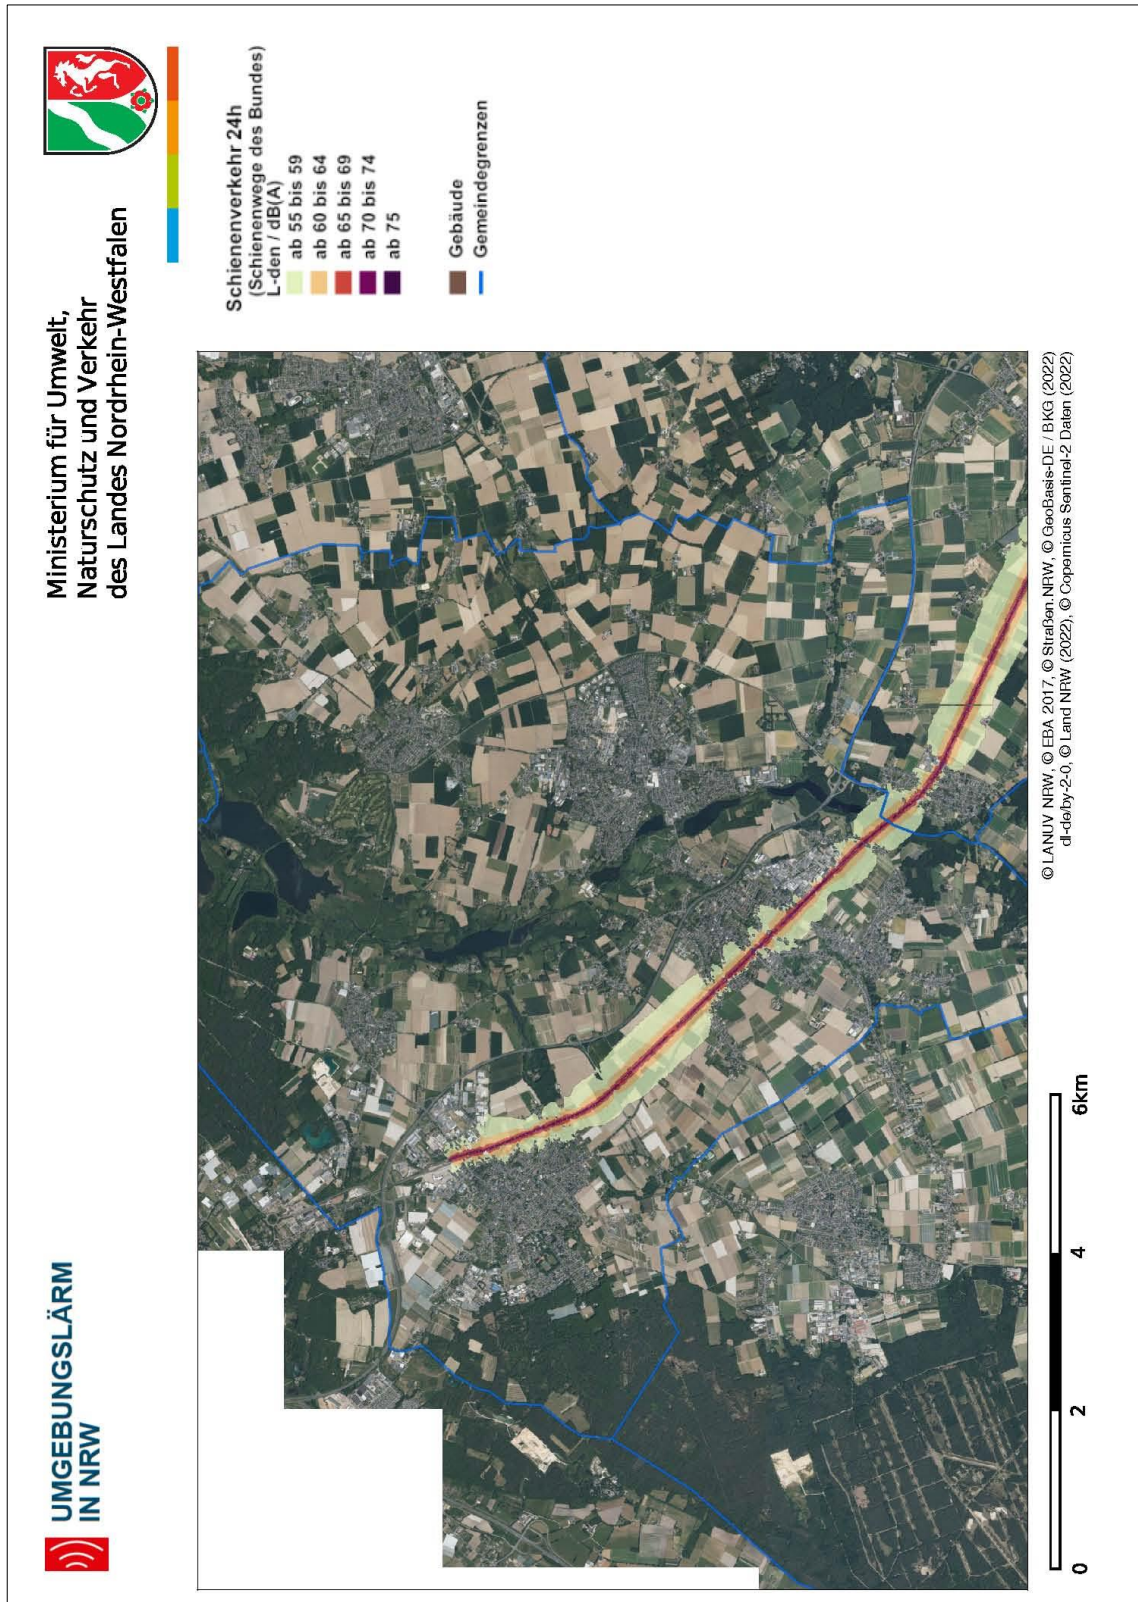 UMGEBUNGSLÄRM
IN NRW
Ministerium für Umwelt,
Naturschutz und Verkehr
des Landes Nordrhein-Westfalen
Schienenverkehr 24h
(Schienenwege des Bundes)
L-den / dB(A)
ab 55 bis 59
ab 60 bis 64
ab 65 bis 69
ab 70 bis 74
ab 75
Gebäude
Gemeindegrenzen
0
2
4
6km
© LANUV NRW, © EBA 2017, © Straßen.NRW, © GeoBasis-DE / BKG (2022)
dl-de/by-2-0, © Land NRW (2022), © Copernicus Sentinel-2 Daten (2022)